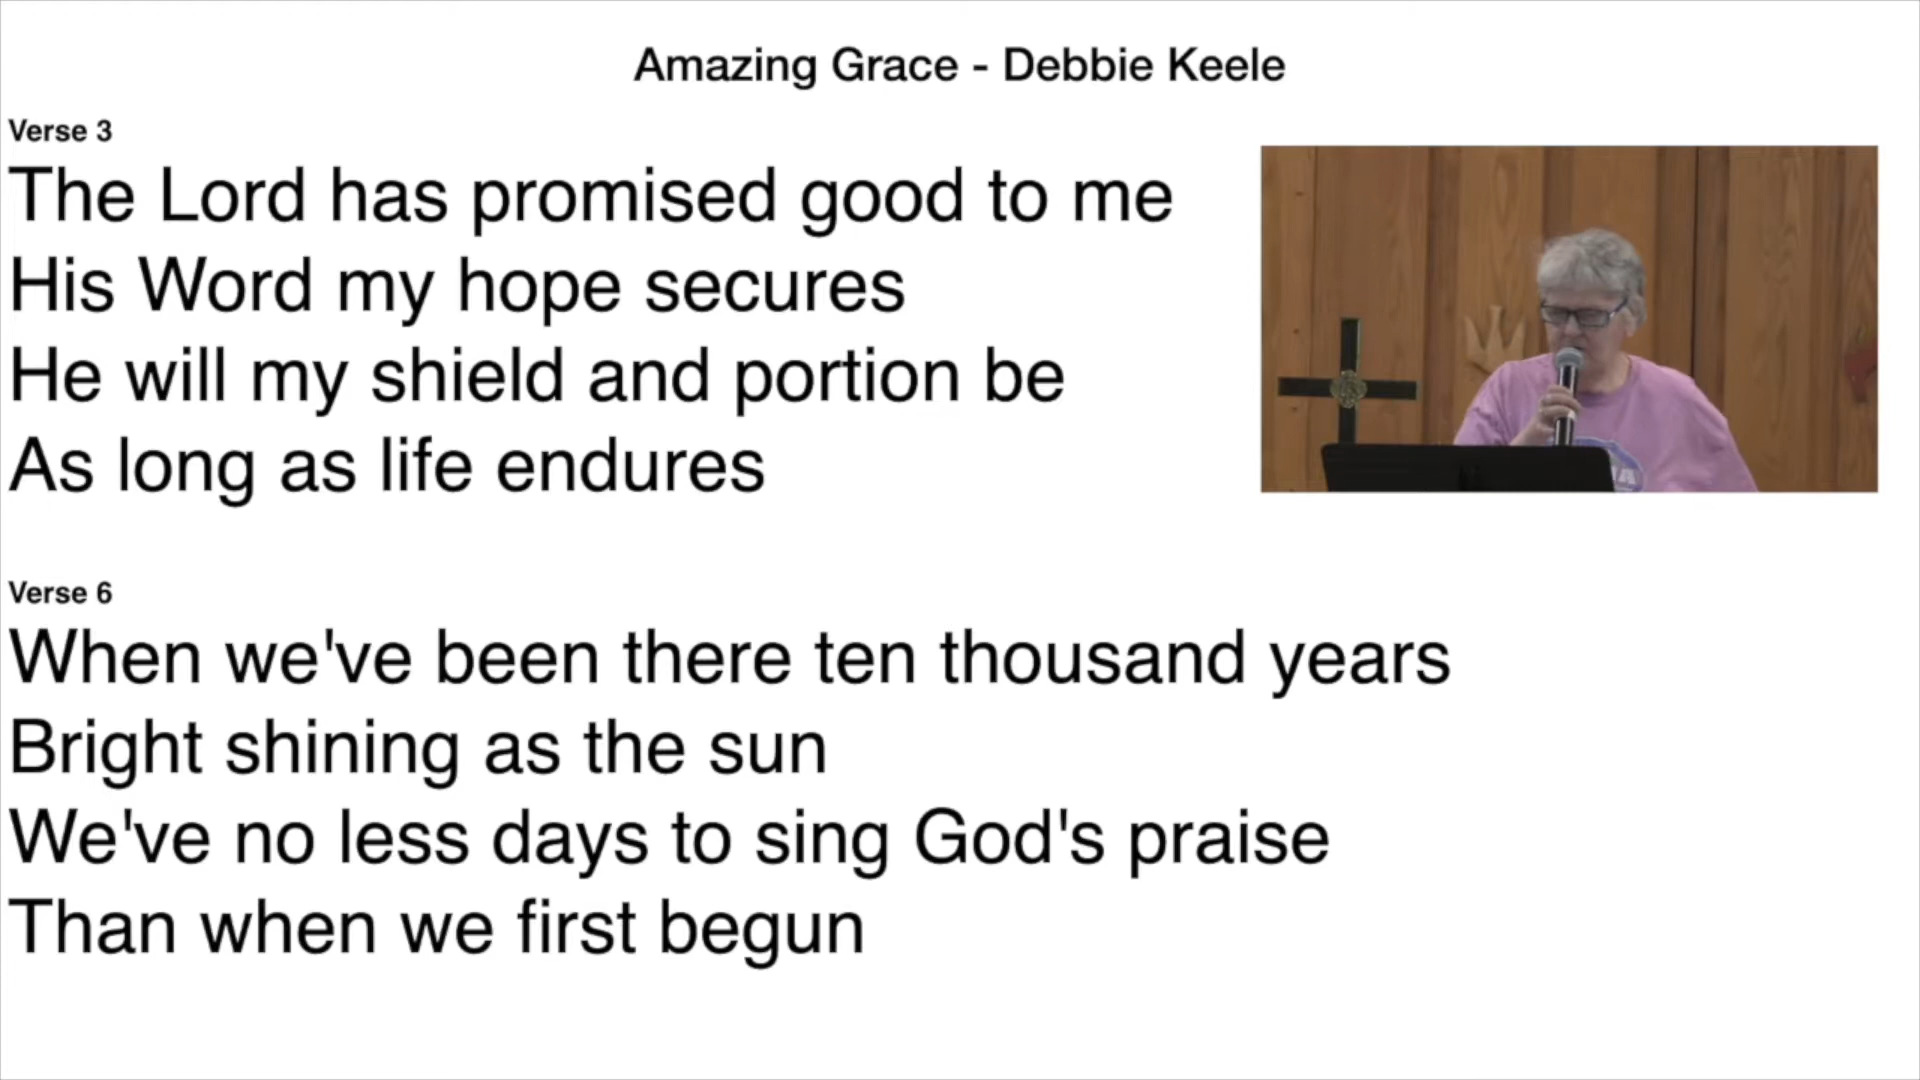 Amazing Grace - Debbie Keele
Verse 3
The Lord has promised good to me
His Word my hope secures
He will my shield and portion be
As long as life endures
Verse 6
When we've been there ten thousand years
Bright shining as the sun
We've no less days to sing God's praise
Than when we first begun